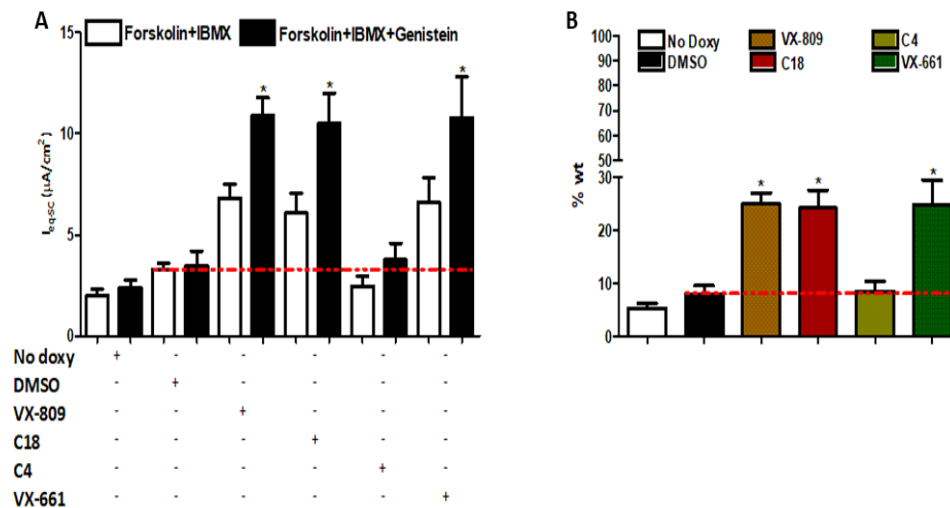 A
Forskolin+IBMX Forskolin+IBMX+Genistein
15
10
5
0
Ieq-SC (µA/cm²)
* * *
No doxy + - - - - -
DMSO - + - - - -
VX-809 - - + - - -
C18 - - - + - -
C4 - - - - + -
VX-661 - - - - - +
B
No Doxy VX-809 C4
DMSO C18 VX-661
100
90
80
70
60
50
30
20
10
0
% wt
* * *